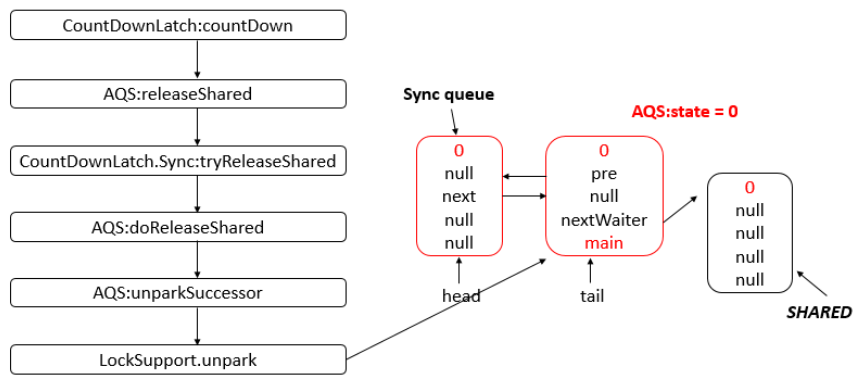 CountDownLatch:countDown
AQS:releaseShared
CountDownLatch.Sync:tryReleaseShared
AQS:doReleaseShared
AQS:unparkSuccessor
LockSupport.unpark
Sync queue
AQS:state = 0
0
null
next
null
null
head
0
pre
null
nextWaiter
main
tail
0
null
null
null
null
SHARED